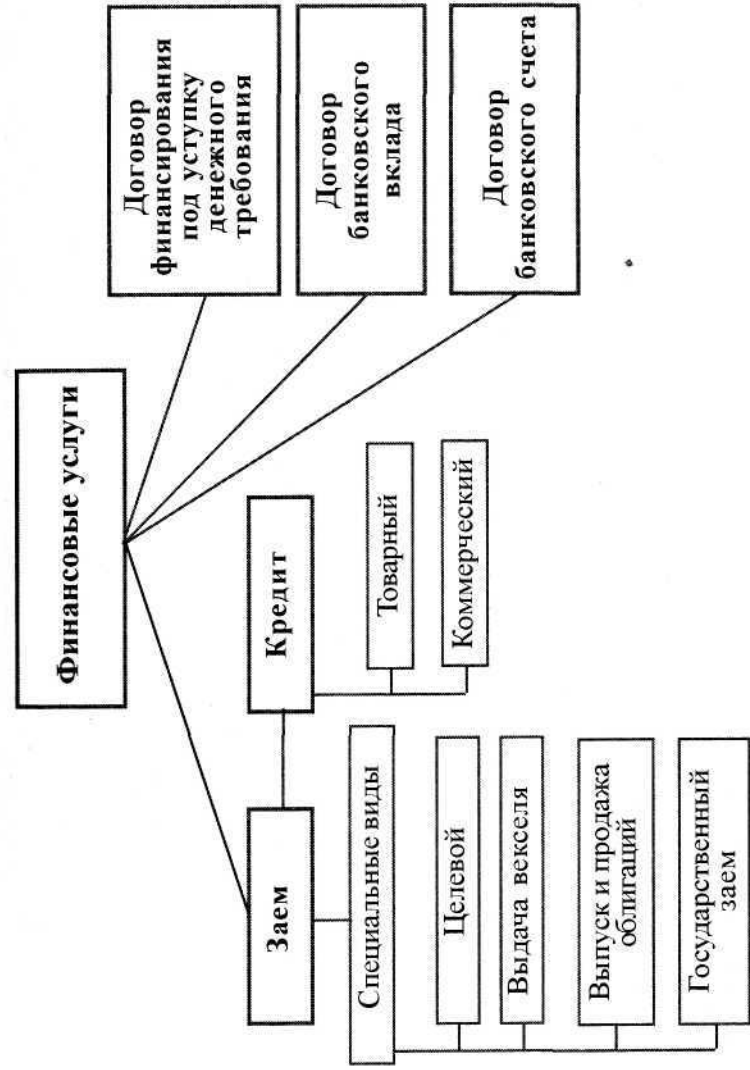 Финансовые услуги
Заем
Кредит
Специальные виды
Целевой
Выдача векселя
Выпуск и продажа
облигаций
Государственный
заем
Товарный
Коммерческий
Договор
финансирования
под уступку
денежного
требования
Договор
банковского
вклада
Договор
банковского счета